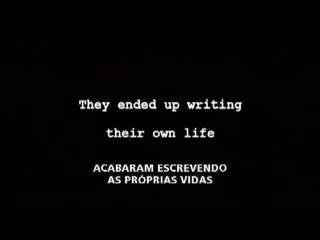 They ended up writing
their own life
ACABARAM ESCREVENDO
AS PRÓPRIAS VIDAS